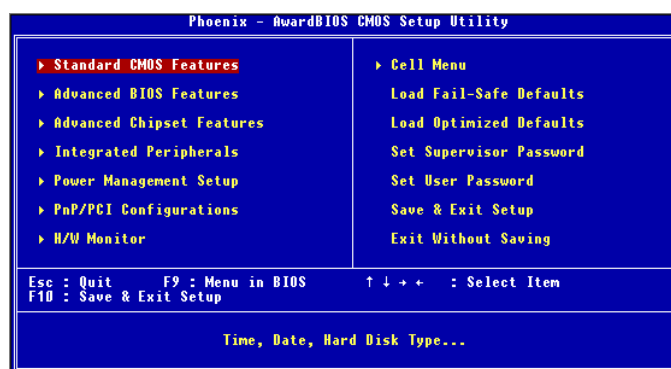 Phoenix - AwardBIOS CMOS Setup Utility
▸ Standard CMOS Features
▸ Advanced BIOS Features
▸ Advanced Chipset Features
▸ Integrated Peripherals
▸ Power Management Setup
▸ PnP/PCI Configurations
▸ H/W Monitor
▸ Cell Menu
Load Fail-Safe Defaults
Load Optimized Defaults
Set Supervisor Password
Set User Password
Save & Exit Setup
Exit Without Saving
Esc : Quit F9 : Menu in BIOS ↑ ↓ → ← : Select Item
F10 : Save & Exit Setup
Time, Date, Hard Disk Type...